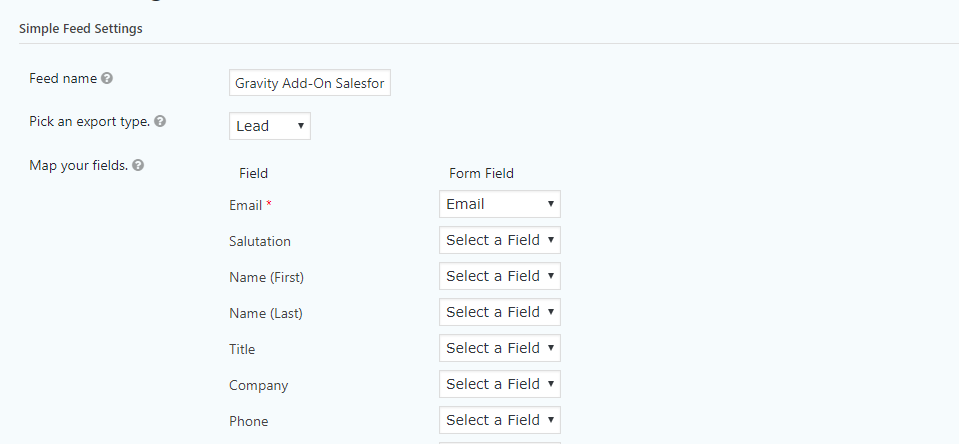 Simple Feed Settings
Feed name ?
Gravity Add-On Salesfor
Pick an export type. ?
Lead
Map your fields. ?
Field Form Field
Email * Email
Salutation Select a Field
Name (First) Select a Field
Name (Last) Select a Field
Title Select a Field
Company Select a Field
Phone Select a Field